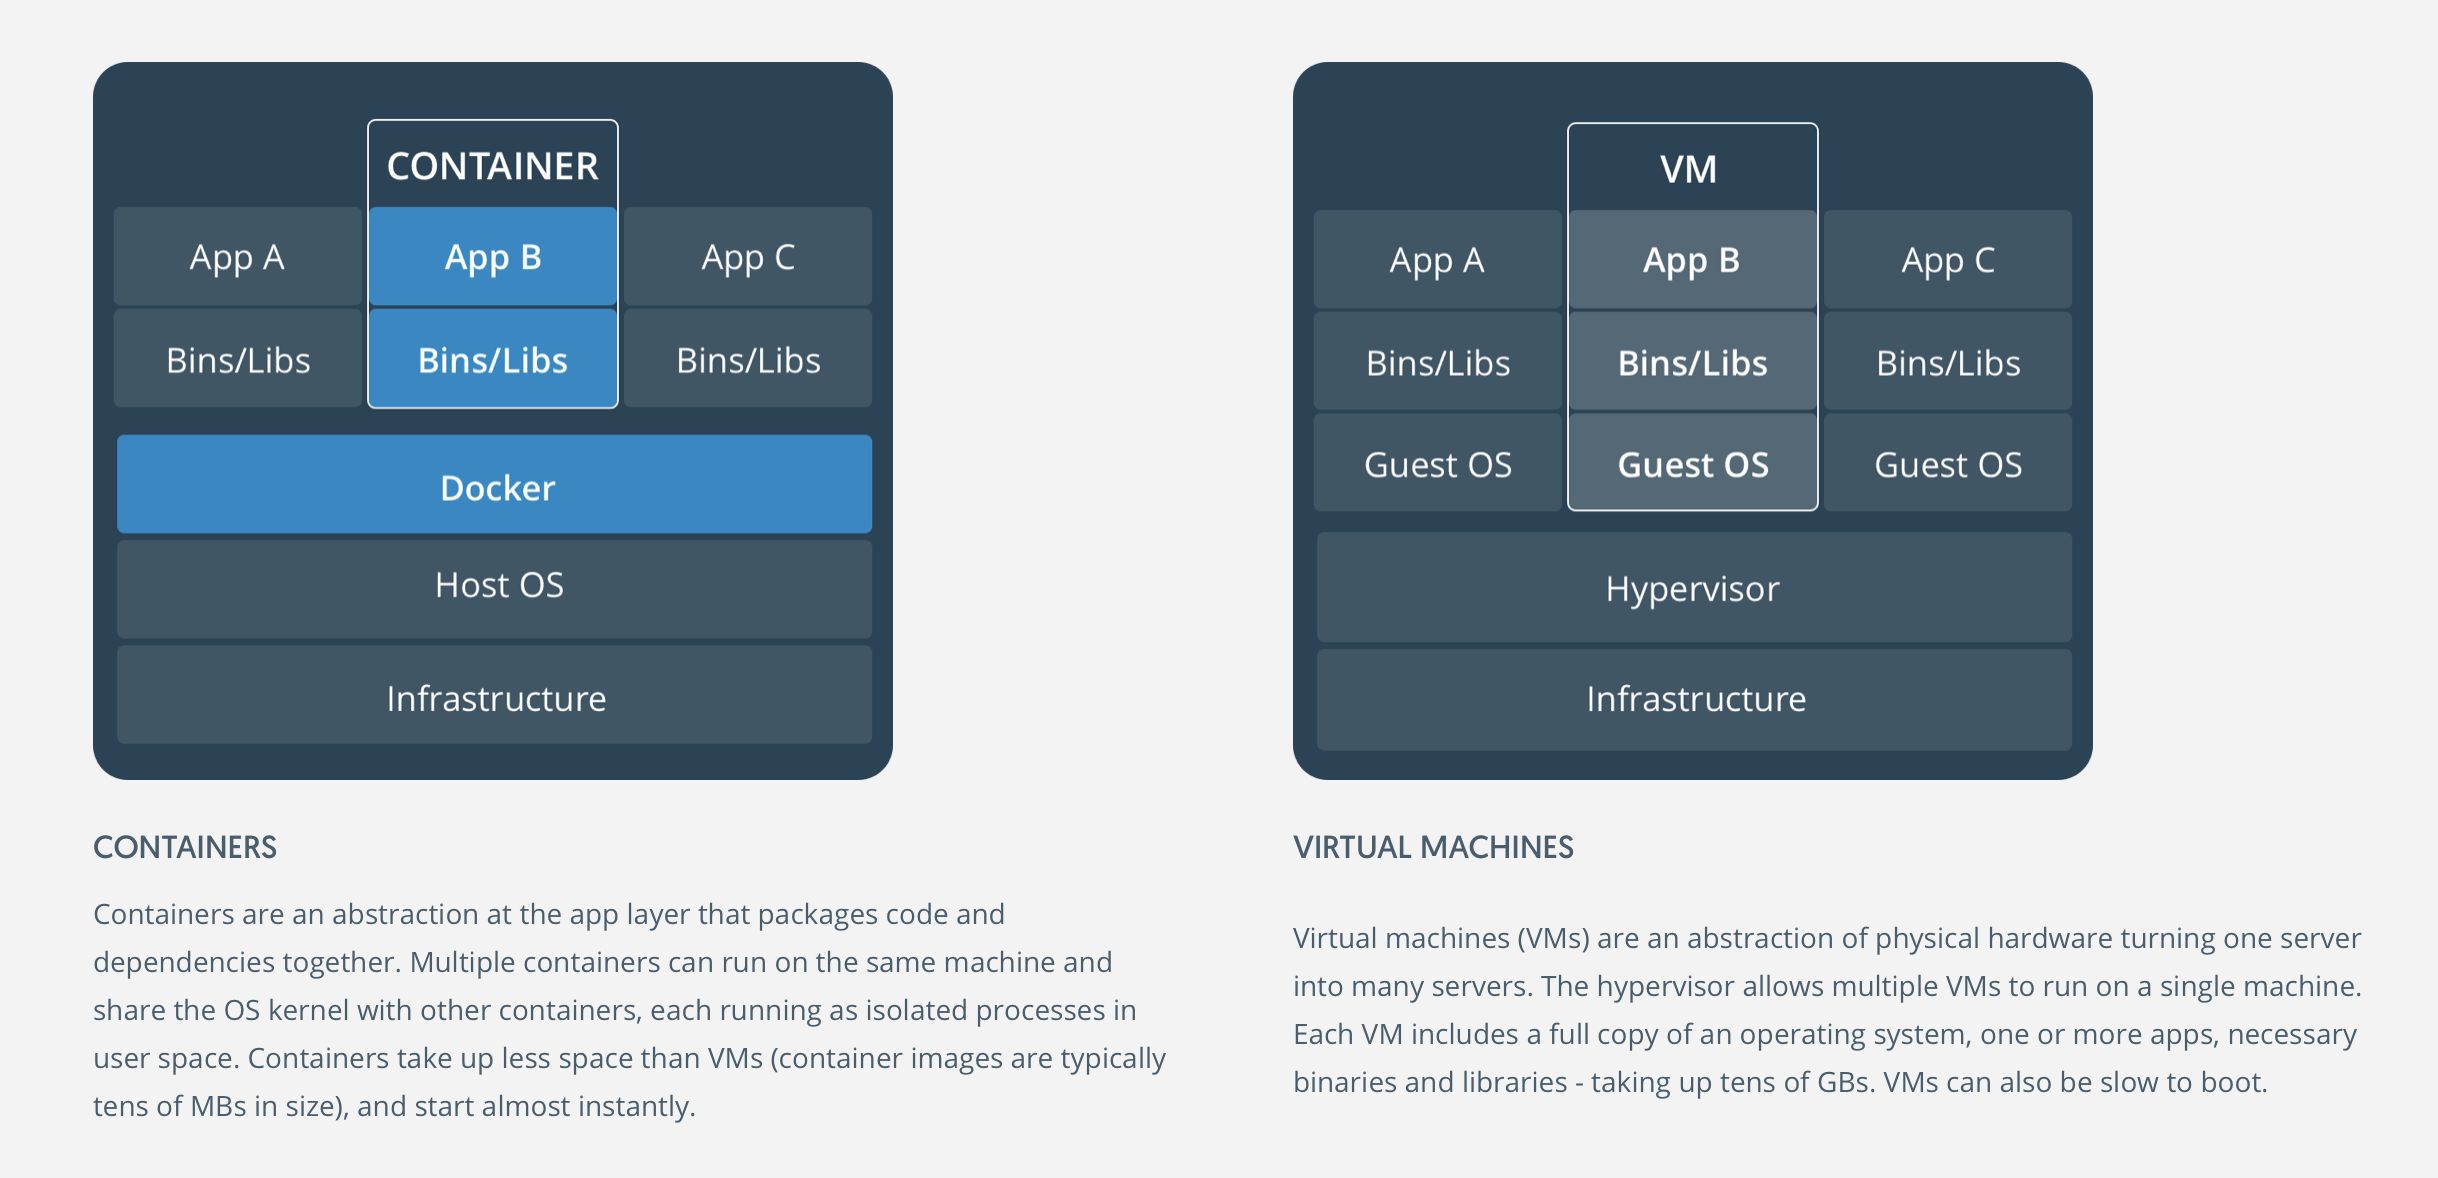 CONTAINER
App A App B App C
Bins/Libs Bins/Libs Bins/Libs
Docker
Host OS
Infrastructure
CONTAINERS
Containers are an abstraction at the app layer that packages code and
dependencies together. Multiple containers can run on the same machine and
share the OS kernel with other containers, each running as isolated processes in
user space. Containers take up less space than VMs (container images are typically
tens of MBs in size), and start almost instantly.
VM
App A App B App C
Bins/Libs Bins/Libs Bins/Libs
Guest OS Guest OS Guest OS
Hypervisor
Infrastructure
VIRTUAL MACHINES
Virtual machines (VMs) are an abstraction of physical hardware turning one server
into many servers. The hypervisor allows multiple VMs to run on a single machine.
Each VM includes a full copy of an operating system, one or more apps, necessary
binaries and libraries - taking up tens of GBs. VMs can also be slow to boot.